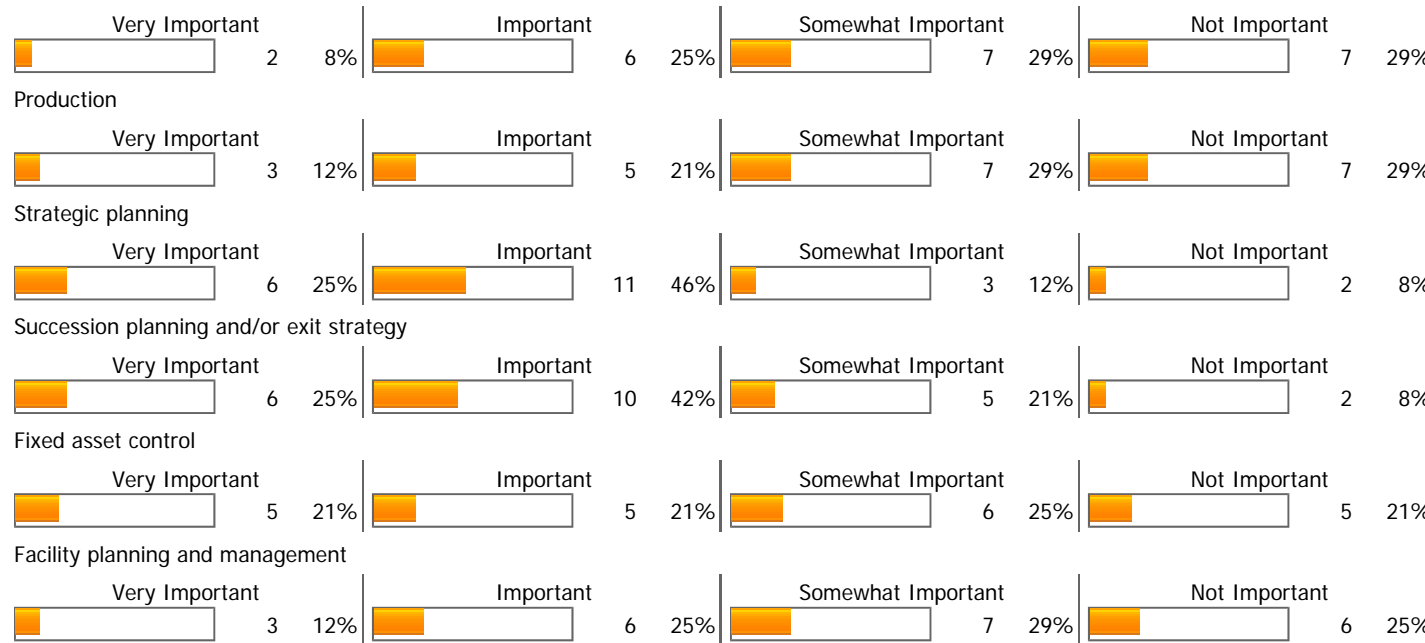 Very Important Important Somewhat Important Not Important
2 8% 6 25% 7 29% 7 29%
Production
Very Important Important Somewhat Important Not Important
3 12% 5 21% 7 29% 7 29%
Strategic planning
Very Important Important Somewhat Important Not Important
6 25% 11 46% 3 12% 2 8%
Succession planning and/or exit strategy
Very Important Important Somewhat Important Not Important
6 25% 10 42% 5 21% 2 8%
Fixed asset control
Very Important Important Somewhat Important Not Important
5 21% 5 21% 6 25% 5 21%
Facility planning and management
Very Important Important Somewhat Important Not Important
3 12% 6 25% 7 29% 6 25%